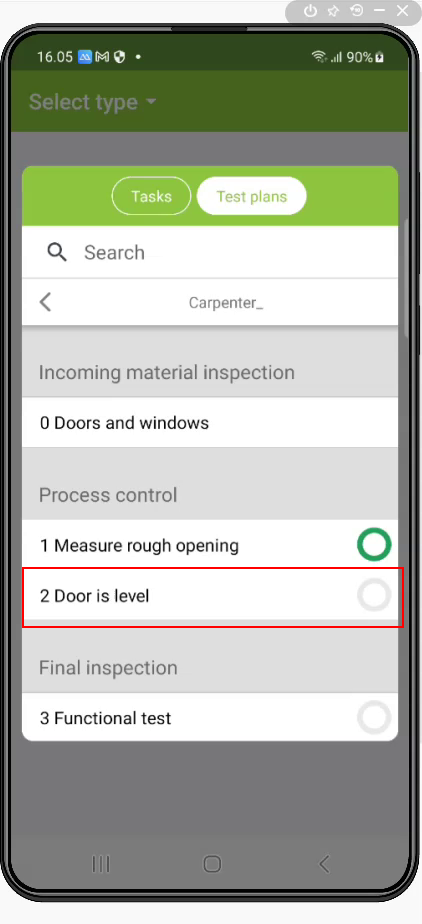 16.05
90%
Select type
Tasks
Test plans
Search
Carpenter_
Incoming material inspection
0 Doors and windows
Process control
1 Measure rough opening
2 Door is level
Final inspection
3 Functional test